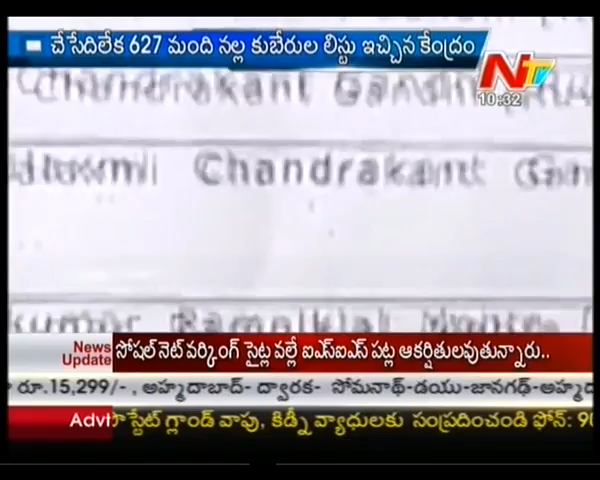 చేసేదిలేక 627 మంది నల్ల కుబేరుల లిస్టు ఇచ్చిన కేంద్రం
NTV
10:32
Chandrakant Gandhi
Chandrakant
News Update
సోషల్ నెట్ వర్కింగ్ సైట్ల వల్లే ఐఎస్ఐఎస్ పట్ల ఆకర్షితులవుతున్నారు..
రూ.15,299/- , అహ్మదాబాద్- ద్వారక- సోమనాథ్-డయు-జానగఢ్-అహ్మద
Advt
గ్లాండ్ వాపు, కిడ్నీ వ్యాధులకు సంప్రదించండి ఫోన్: 90